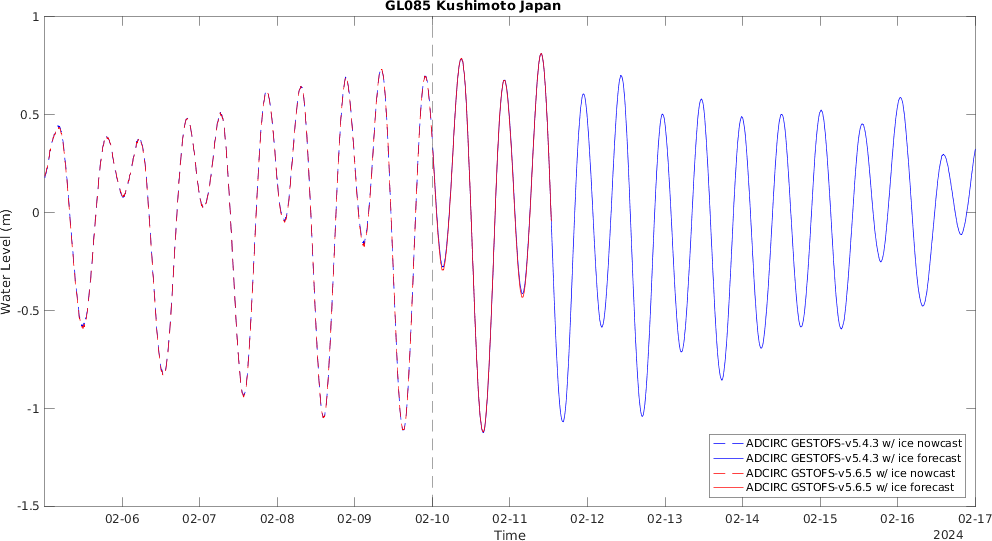 GL085 Kushimoto Japan
1
0.5
0
-0.5
-1
-1.5
Water Level (m)
ADCIRC GESTOFS-v5.4.3 w/ ice nowcast
ADCIRC GESTOFS-v5.4.3 w/ ice forecast
ADCIRC GSTOFS-v5.6.5 w/ ice nowcast
ADCIRC GSTOFS-v5.6.5 w/ ice forecast
02-06 02-07 02-08 02-09 02-10 02-11 02-12 02-13 02-14 02-15 02-16 02-17
Time
2024